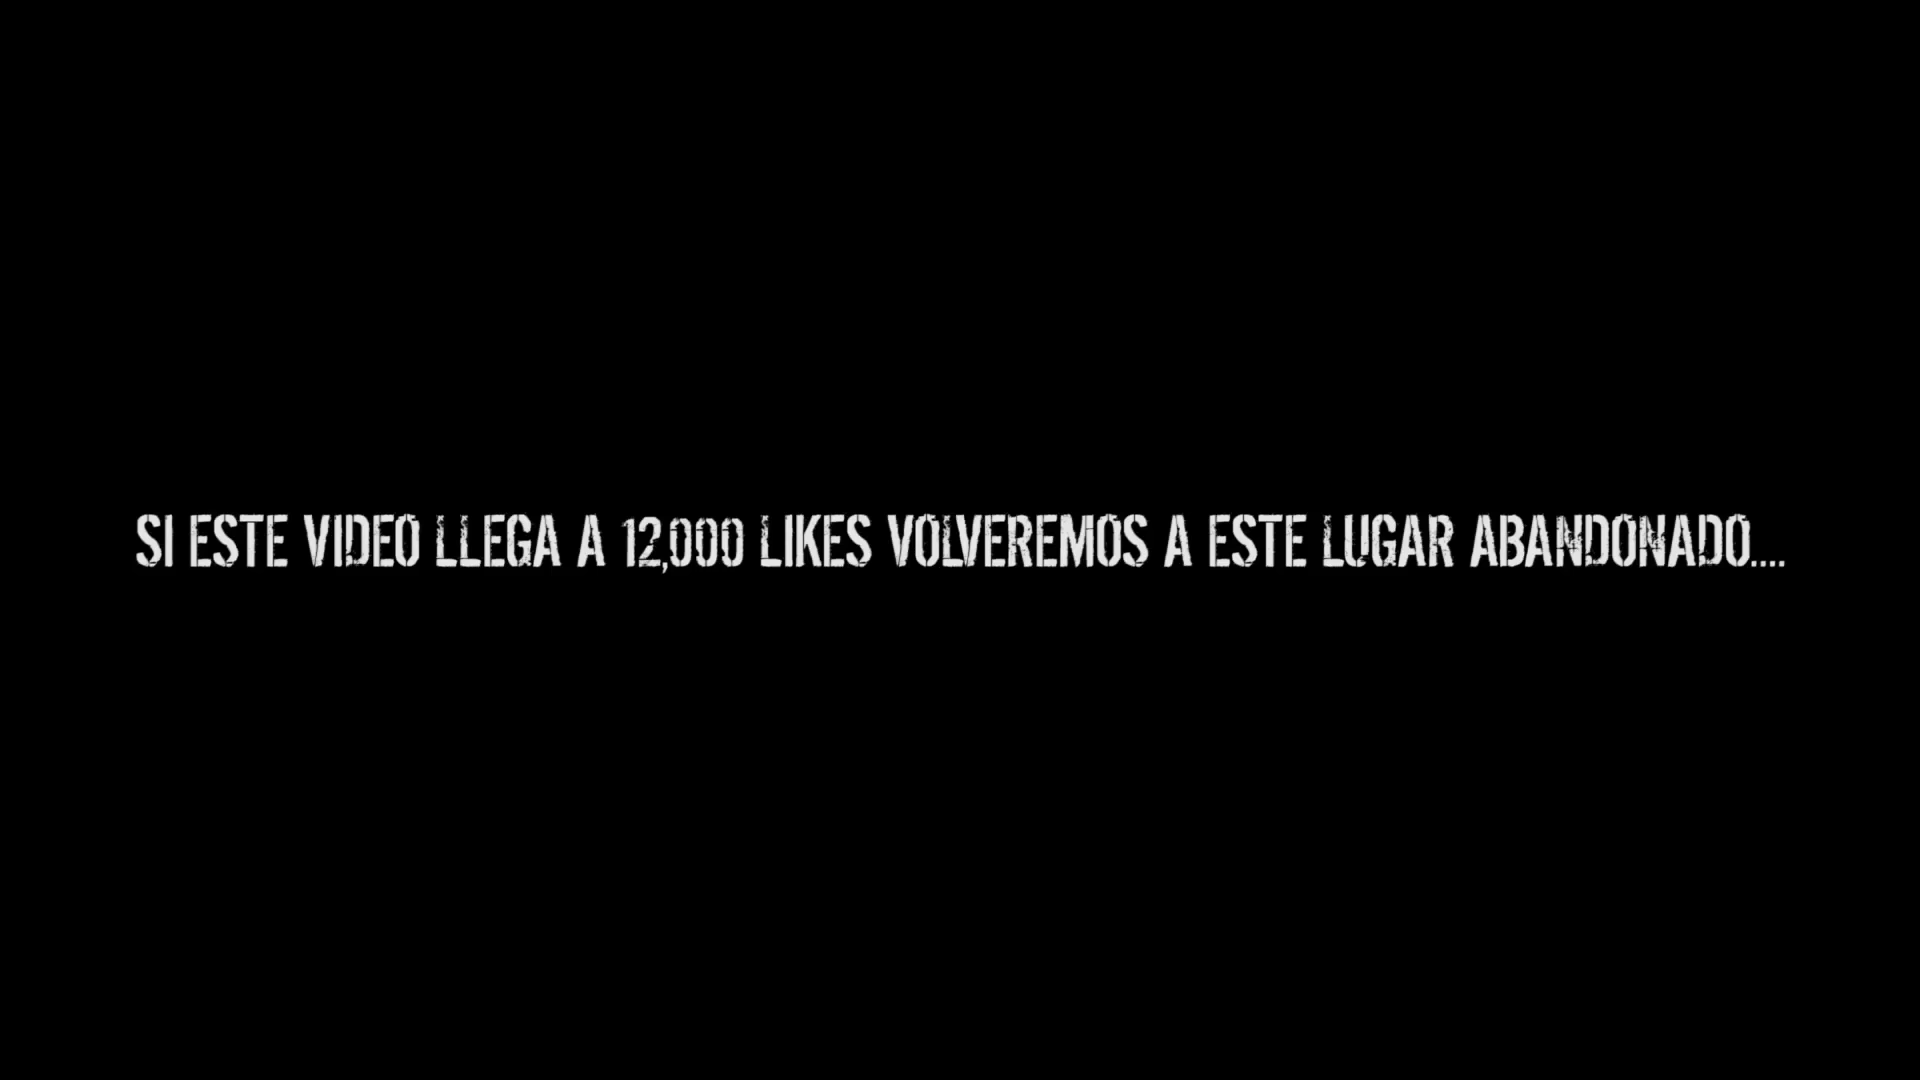 SI ESTE VIDEO LLEGA A 12,000 LIKES VOLVEREMOS A ESTE LUGAR ABANDONADO....